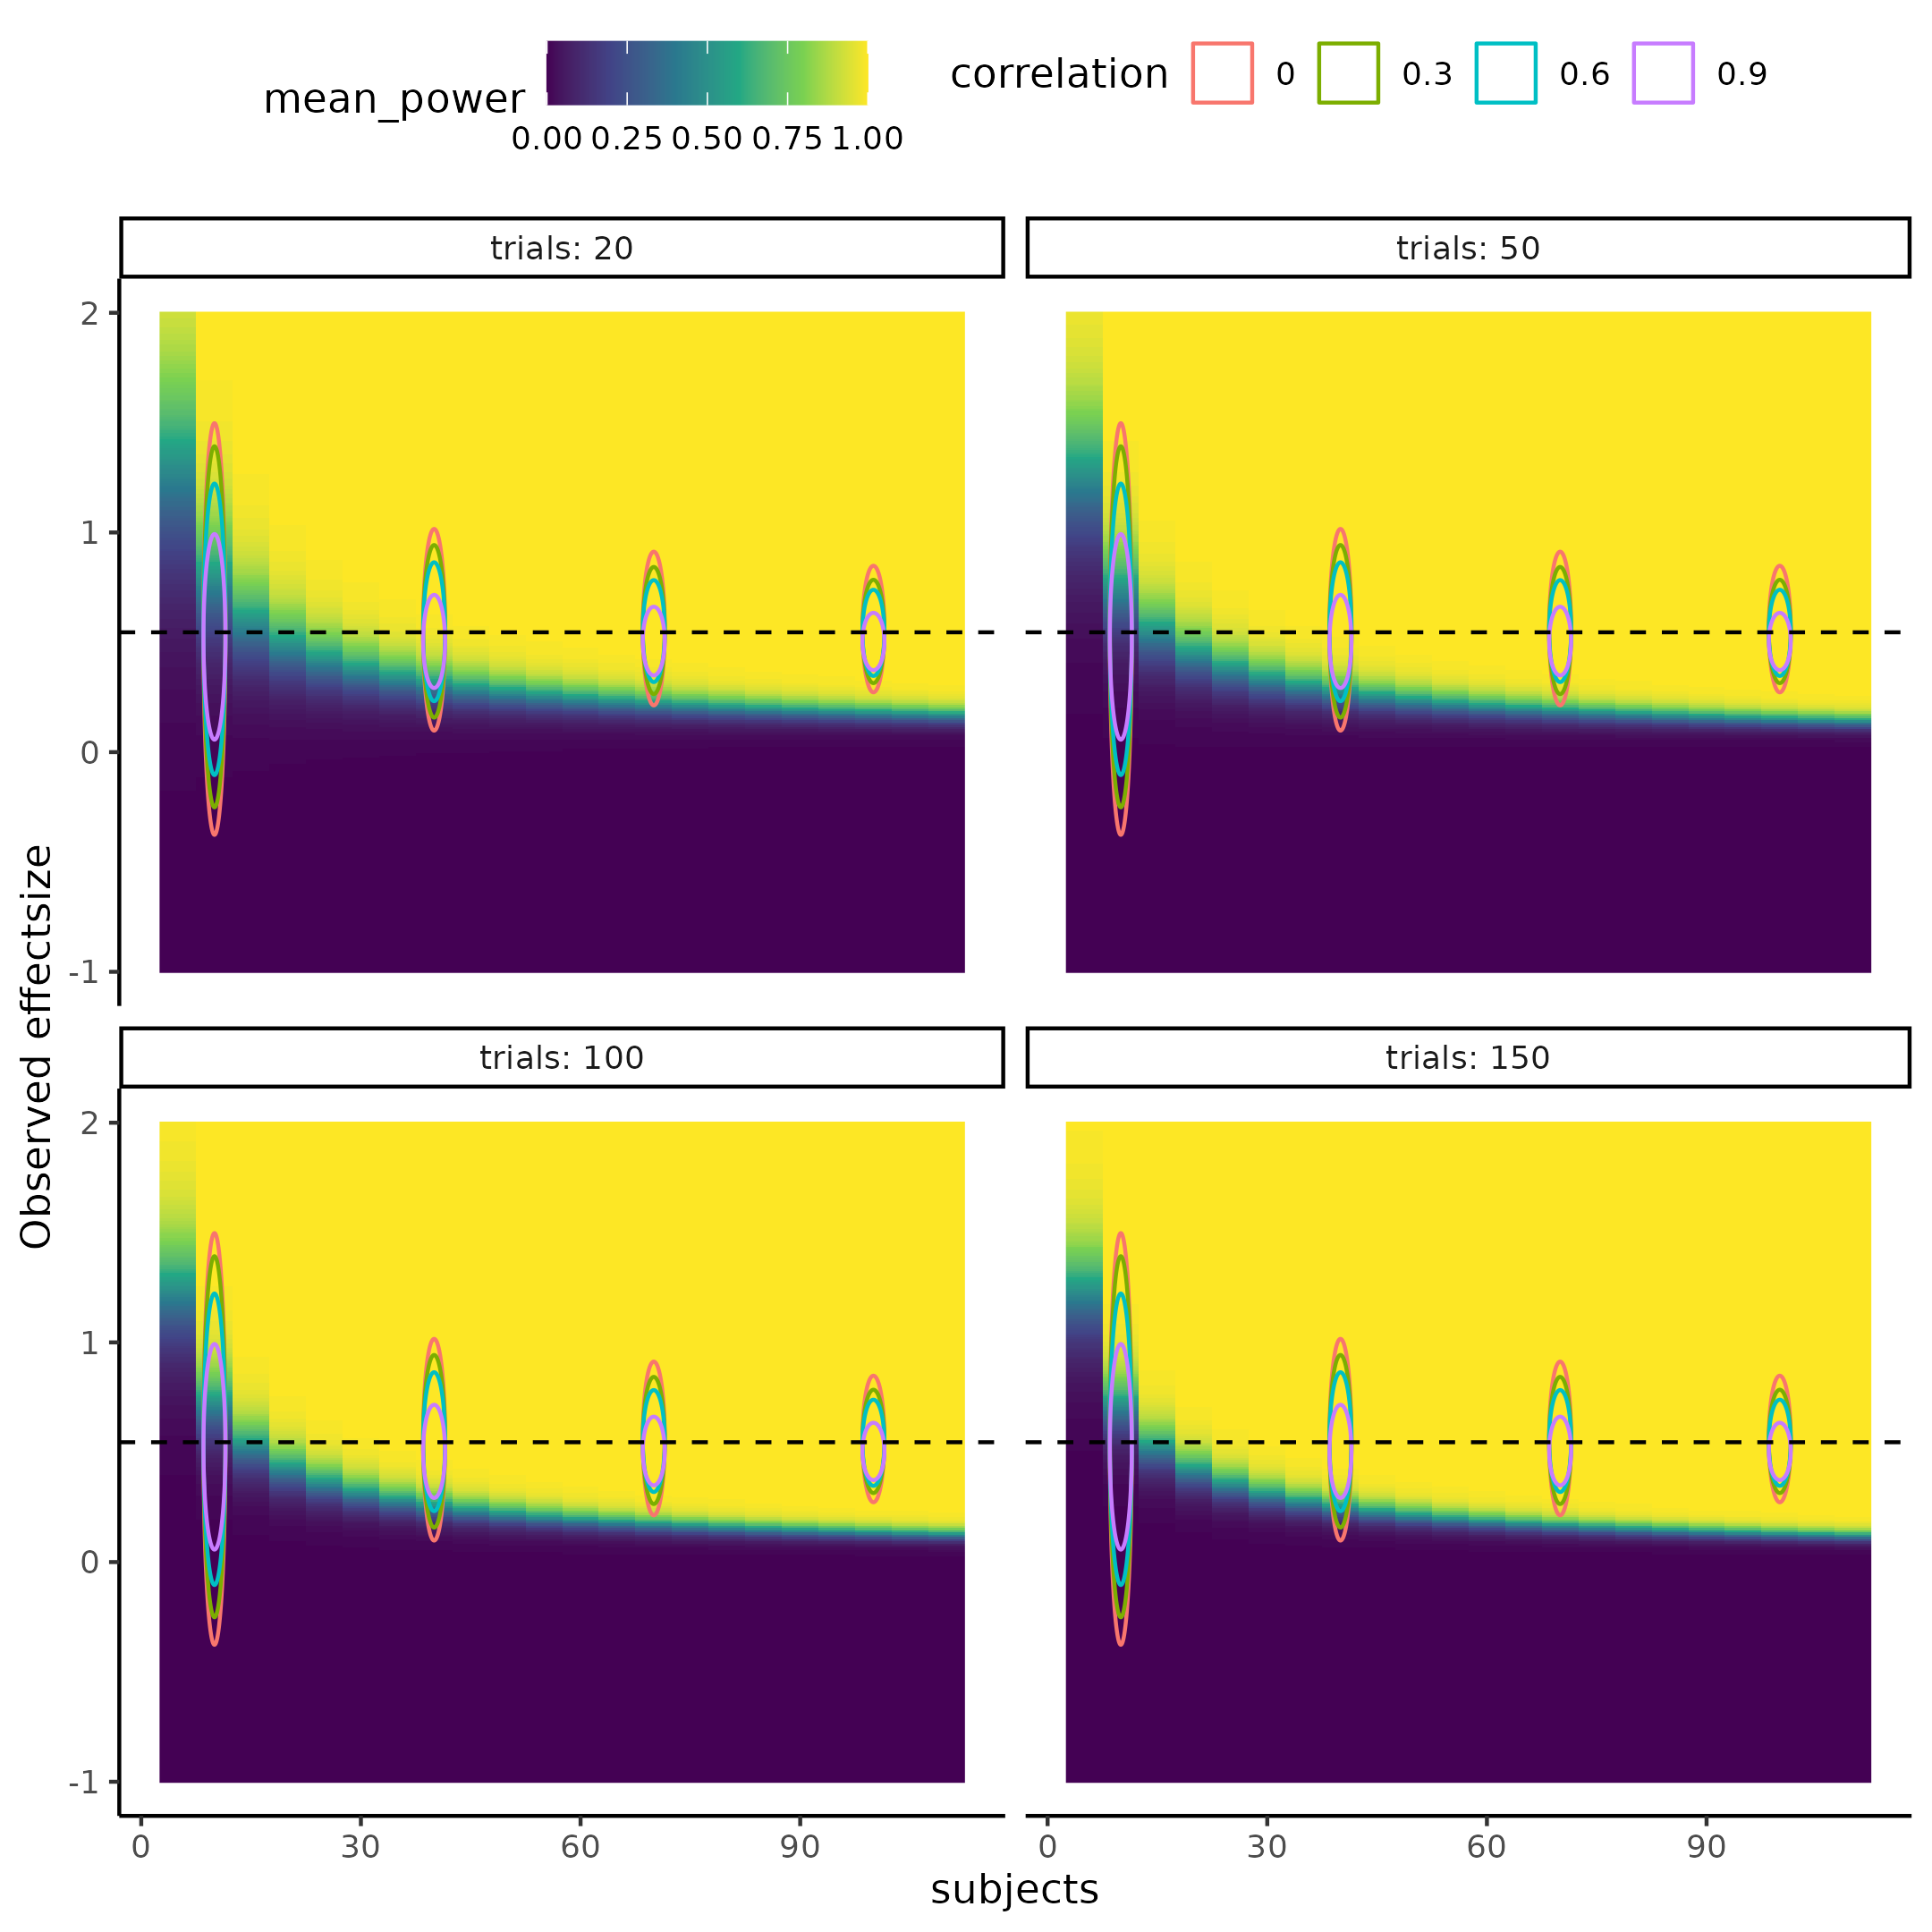 mean_power
0.00 0.25 0.50 0.75 1.00
correlation 0 0.3 0.6 0.9
trials: 20
trials: 50
2
1
0
-1
trials: 100
trials: 150
2
1
0
-1
Observed effectsize
0 30 60 90
0 30 60 90
subjects